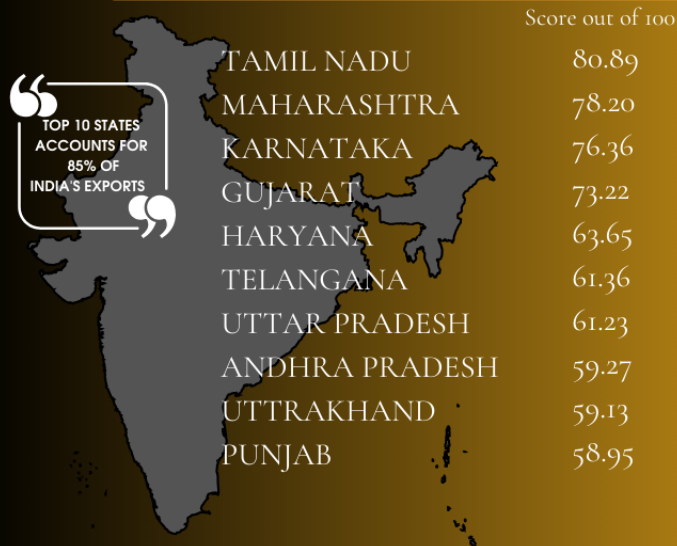 Score out of 100
TAMIL NADU 80.89
MAHARASHTRA 78.20
KARNATAKA 76.36
GUJARAT 73.22
HARYANA 63.65
TELANGANA 61.36
UTTAR PRADESH 61.23
ANDHRA PRADESH 59.27
UTTRAKHAND 59.13
PUNJAB 58.95
TOP 10 STATES
ACCOUNTS FOR
85% OF
INDIA'S EXPORTS